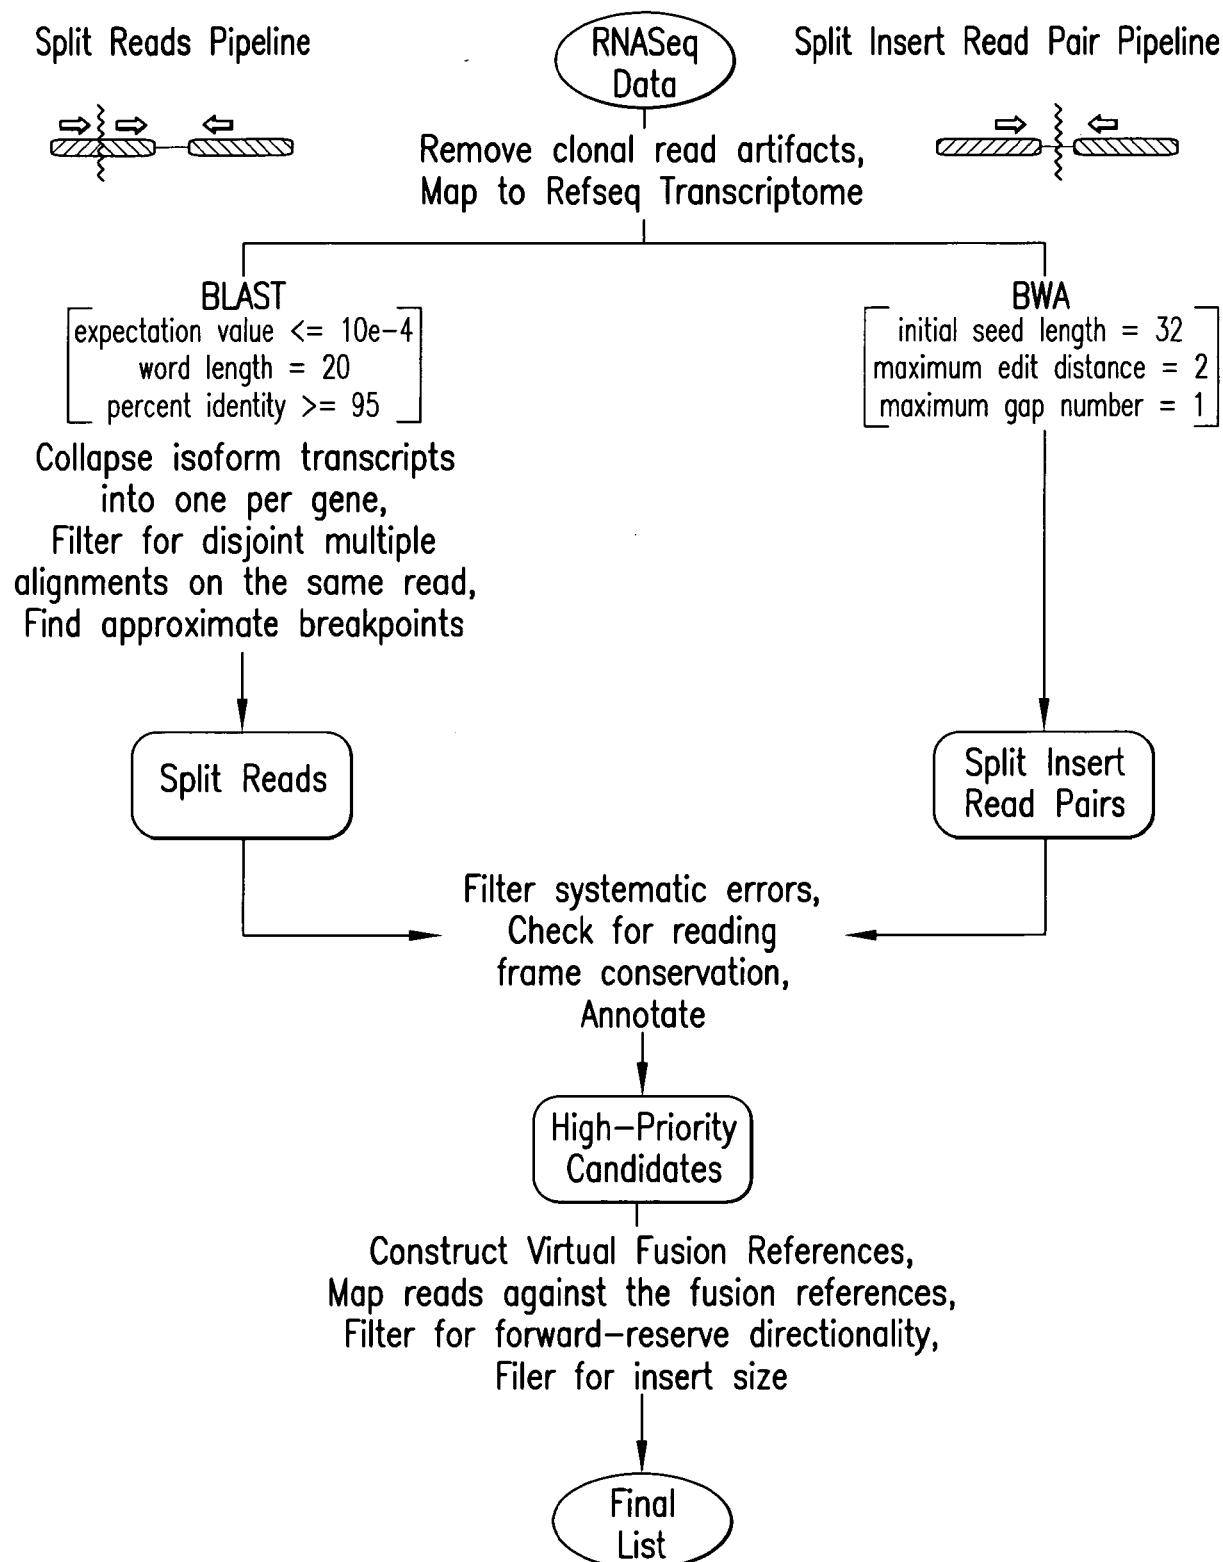 Split Reads Pipeline
RNASeq
Data
Split Insert Read Pair Pipeline
Remove clonal read artifacts,
Map to Refseq Transcriptome
BLAST
expectation value <= 10e-4
word length = 20
percent identity >= 95
BWA
initial seed length = 32
maximum edit distance = 2
maximum gap number = 1
Collapse isoform transcripts
into one per gene,
Filter for disjoint multiple
alignments on the same read,
Find approximate breakpoints
Split Reads
Split Insert
Read Pairs
Filter systematic errors,
Check for reading
frame conservation,
Annotate
High-Priority
Candidates
Construct Virtual Fusion References,
Map reads against the fusion references,
Filter for forward-reserve directionality,
Filer for insert size
Final
List